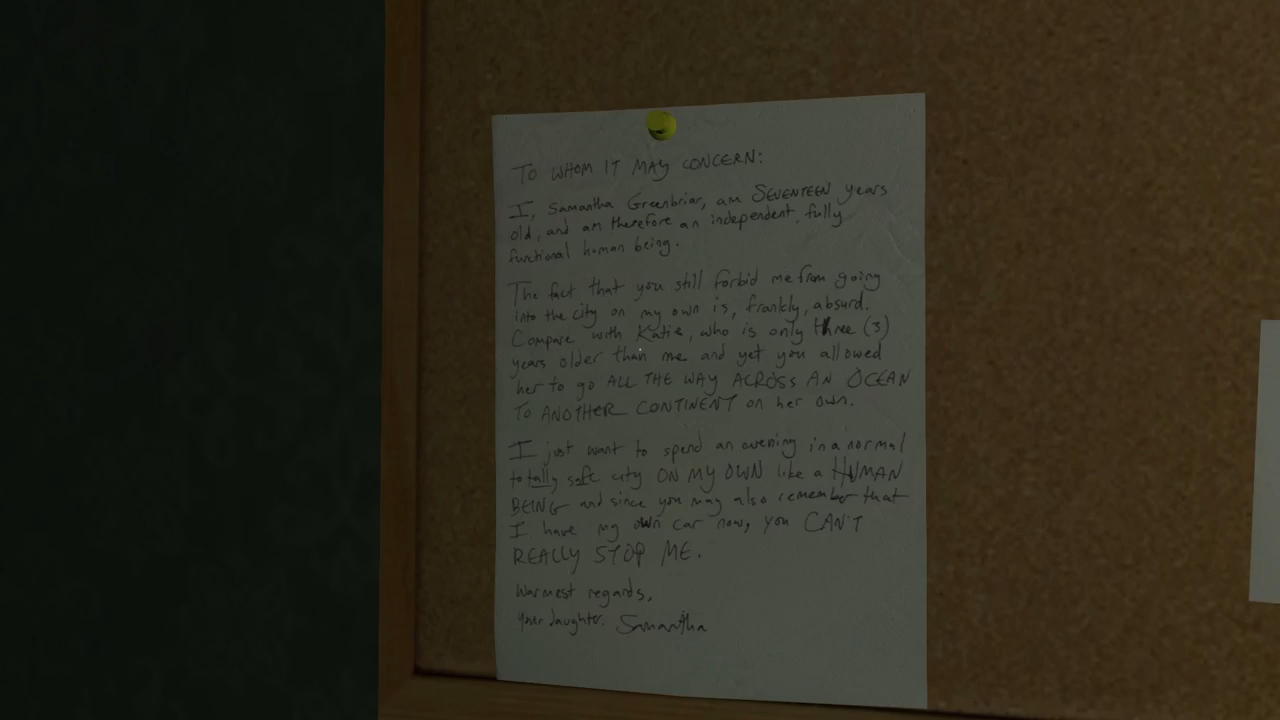 TO WHOM IT MAY CONCERN:
I, Samantha Greenbriar, am SEVENTEEN years
old, and am therefore an independent, fully
functional human being.
The fact that you still forbid me from going
into the city on my own is, frankly, absurd.
Compare with Katie, who is only three (3)
years older than me and yet you allowed
her to go ALL THE WAY ACROSS AN OCEAN
TO ANOTHER CONTINENT on her own.
I just want to spend an evening in a normal
totally safe city ON MY OWN like a HUMAN
BEING and since you may also remember that
I have my own car now, you CAN'T
REALLY STOP ME.
Warmest regards,
Your daughter, Samantha